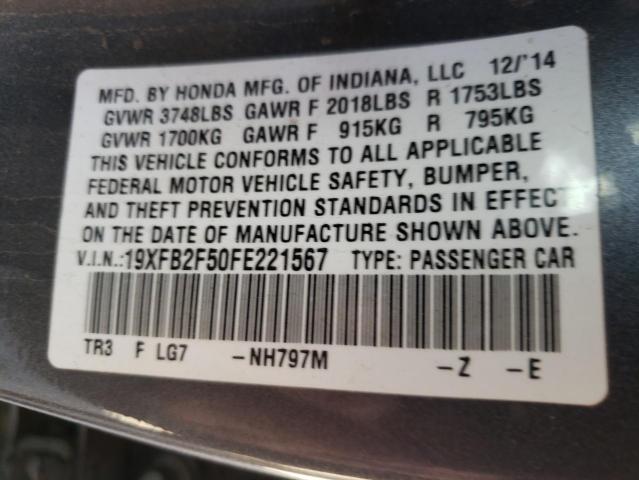 MFD. BY HONDA MFG. OF INDIANA, LLC 12/'14
GVWR 3748LBS GAWR F 2018LBS R 1753LBS
GVWR 1700KG GAWR F 915KG R 795KG
THIS VEHICLE CONFORMS TO ALL APPLICABLE
FEDERAL MOTOR VEHICLE SAFETY, BUMPER,
AND THEFT PREVENTION STANDARDS IN EFFECT
ON THE DATE OF MANUFACTURE SHOWN ABOVE.
V.I.N.:19XFB2F50FE221567 TYPE: PASSENGER CAR
TR3 F LG7 -NH797M -Z -E